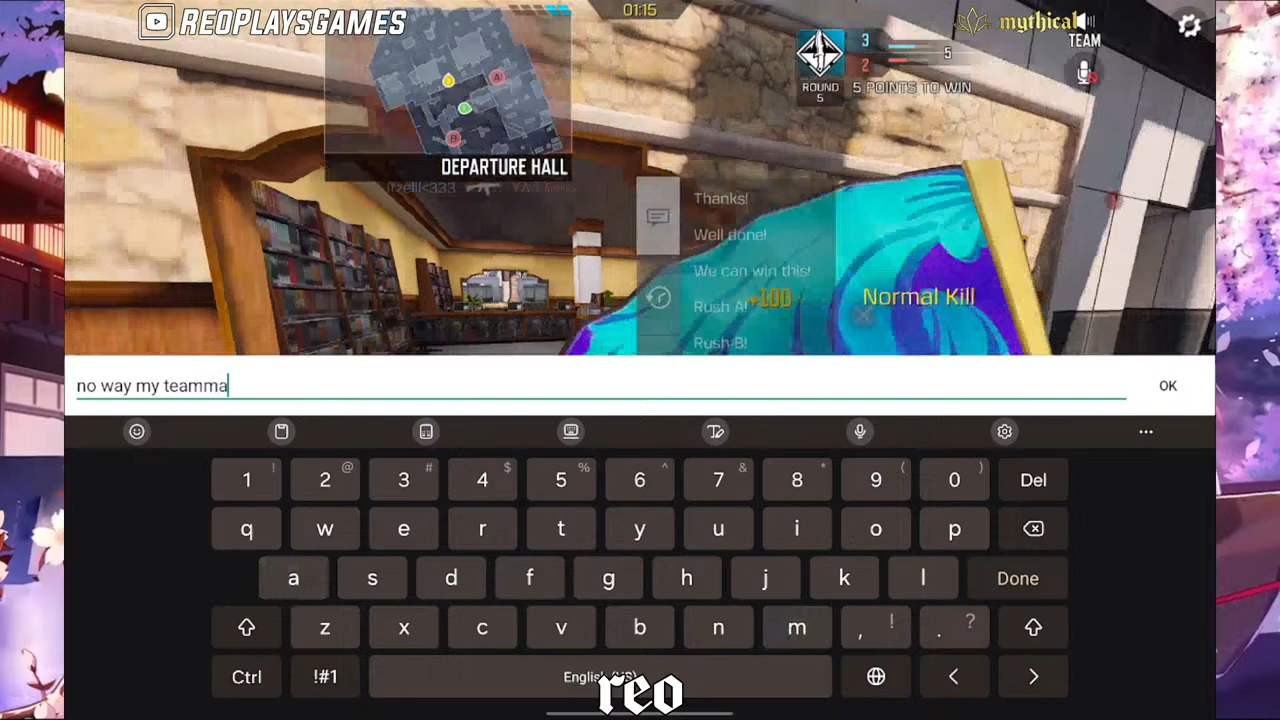 REOPLAYSGAMES
01:15
mythical
TEAM
3
2
5
ROUND
5
5 POINTS TO WIN
A
B
DEPARTURE HALL
Thanks!
Well done!
We can win this!
Rush A!
Rush B!
+100
Normal Kill
no way my teamma
OK
1 ! 2 @ 3 # 4 $ 5 % 6 ^ 7 & 8 * 9 ( 0 ) Del
q w e r t y u i o p
a s d f g h j k l Done
z x c v b n m , ! . ?
Ctrl !#1 English (US) < >
reo